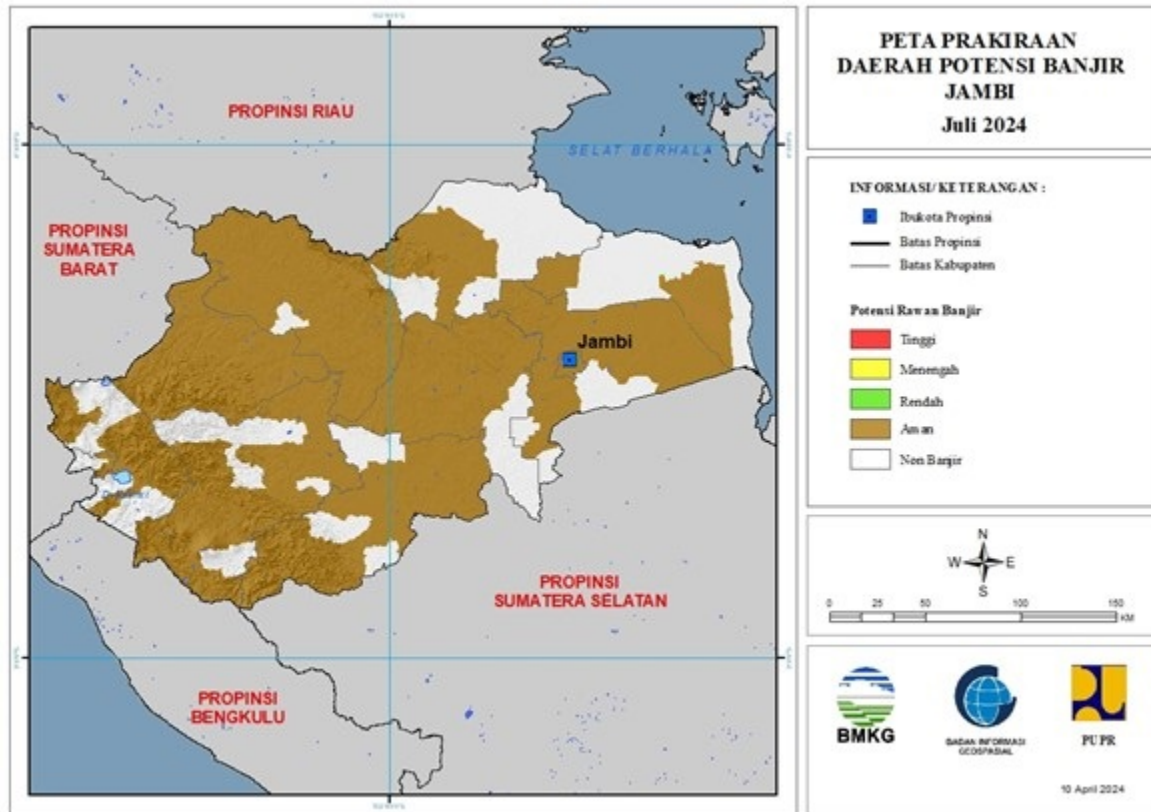 PROPINSI RIAU
SELAT BERHALA
PROPINSI
SUMATERA
BARAT
Jambi
PROPINSI
SUMATERA SELATAN
PROPINSI
BENGKULU
PETA PRAKIRAAN
DAERAH POTENSI BANJIR
JAMBI
Juli 2024
INFORMASI/ KETERANGAN :
Ibukota Propinsi
Batas Propinsi
Batas Kabupaten
Potensi Rawan Banjir
Tinggi
Menengah
Rendah
Aman
Non Banjir
N
W E
S
0 25 50 100 150
KM
BMKG
BADAN INFORMASI
GEOSPASIAL
PUPR
10 April 2024